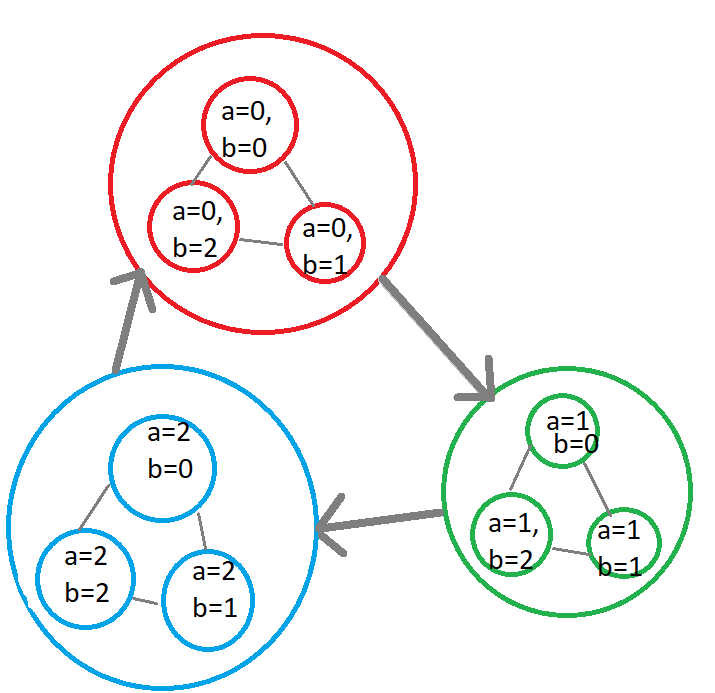 a=0,
b=0
a=0,
b=2
a=0,
b=1
a=2
b=0
a=2
b=2
a=2
b=1
a=1
b=0
a=1,
b=2
a=1
b=1